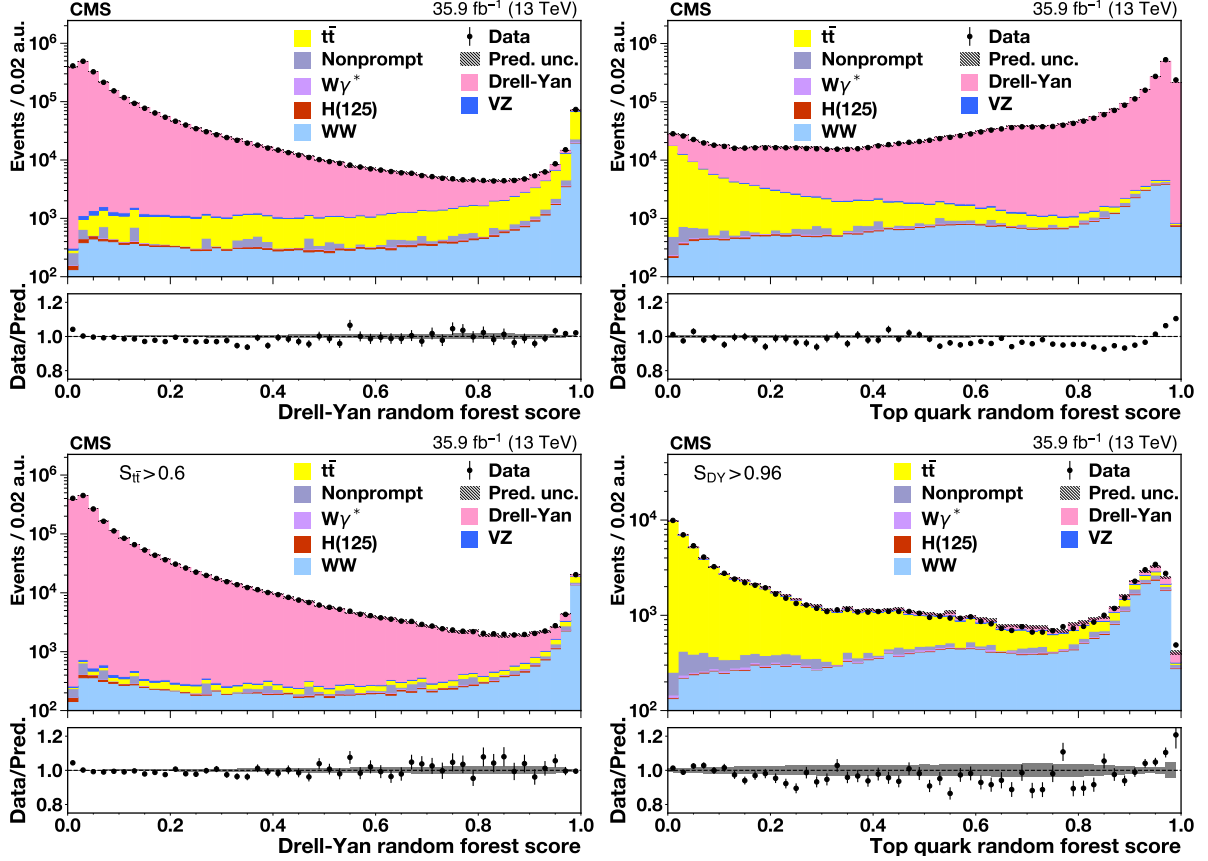 CMS 35.9 fb⁻¹ (13 TeV)
Events / 0.02 a.u.
10⁶
10⁵
10⁴
10³
10²
tt̄
Nonprompt
Wγ*
H(125)
WW
Data
Pred. unc.
Drell-Yan
VZ
Data/Pred.
1.2
1.0
0.8
0.0 0.2 0.4 0.6 0.8 1.0
Drell-Yan random forest score
CMS 35.9 fb⁻¹ (13 TeV)
Events / 0.02 a.u.
10⁶
10⁵
10⁴
10³
10²
tt̄
Nonprompt
Wγ*
H(125)
WW
Data
Pred. unc.
Drell-Yan
VZ
Data/Pred.
1.2
1.0
0.8
0.0 0.2 0.4 0.6 0.8 1.0
Top quark random forest score
CMS 35.9 fb⁻¹ (13 TeV)
S_tt̄>0.6
Events / 0.02 a.u.
10⁶
10⁵
10⁴
10³
10²
tt̄
Nonprompt
Wγ*
H(125)
WW
Data
Pred. unc.
Drell-Yan
VZ
Data/Pred.
1.2
1.0
0.8
0.0 0.2 0.4 0.6 0.8 1.0
Drell-Yan random forest score
CMS 35.9 fb⁻¹ (13 TeV)
S_DY>0.96
Events / 0.02 a.u.
10⁴
10³
10²
tt̄
Nonprompt
Wγ*
H(125)
WW
Data
Pred. unc.
Drell-Yan
VZ
Data/Pred.
1.2
1.0
0.8
0.0 0.2 0.4 0.6 0.8 1.0
Top quark random forest score